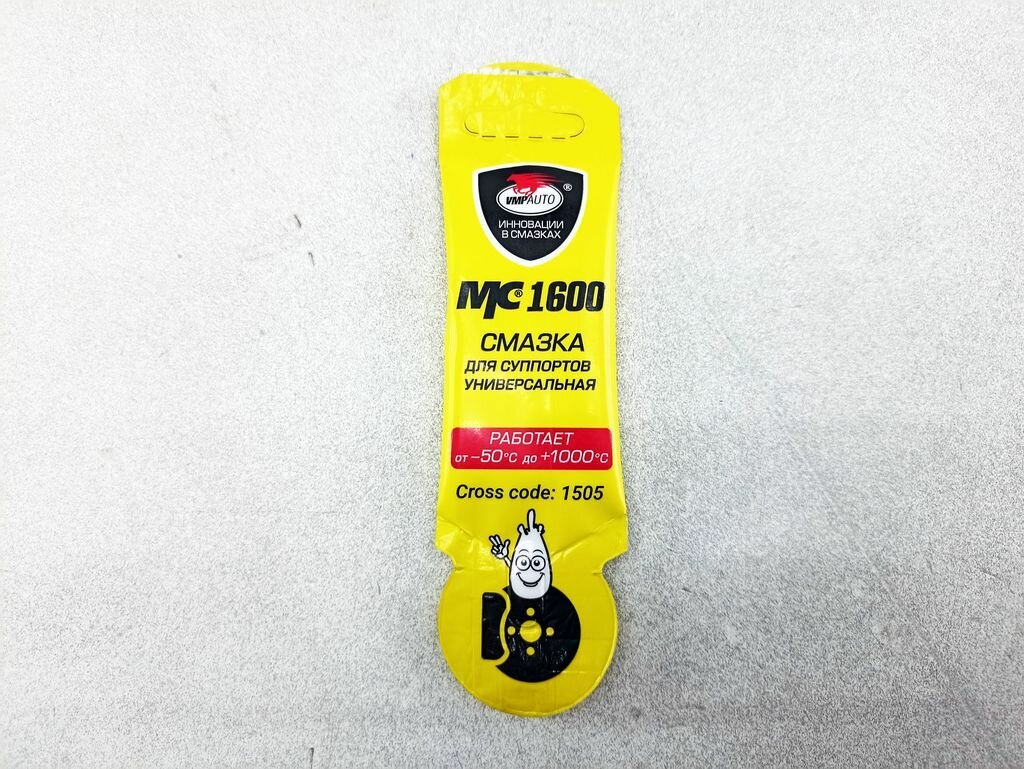 VMPAUTO ®
ИННОВАЦИИ
В СМАЗКАХ
МС® 1600
СМАЗКА
ДЛЯ СУППОРТОВ
УНИВЕРСАЛЬНАЯ
РАБОТАЕТ
от –50°С до +1000°С
Cross code: 1505